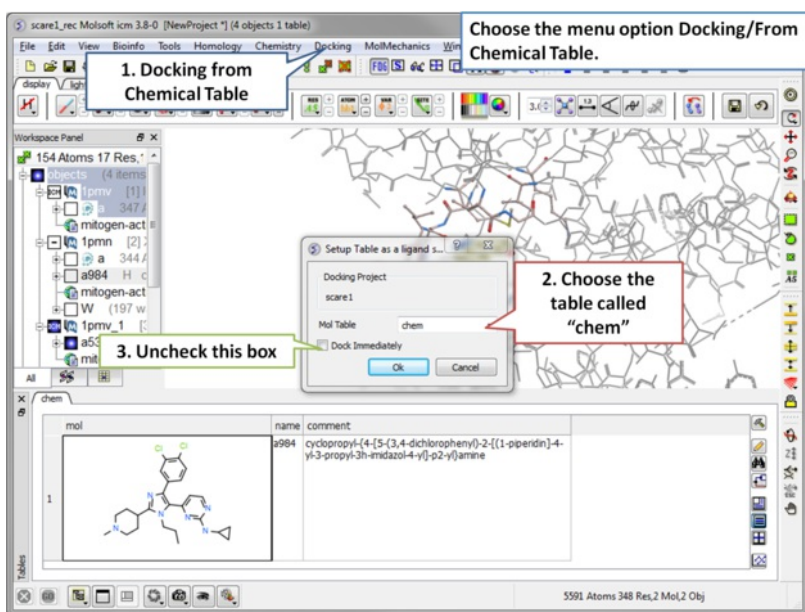 scare1_rec Molsoft icm 3.8-0 [NewProject *] (4 objects 1 table)
Choose the menu option Docking/From
Chemical Table.
File Edit View Bioinfo Tools Homology Chemistry Docking MolMechanics
1. Docking from
Chemical Table
display
Workspace Panel
154 Atoms 17 Res,
objects (4 items
1pmv [1]
a 347
mitogen-act
1pmn [2]
a 344
a984 H
mitogen-act
W (197 w
1pmv_1
Setup Table as a ligand s...
Docking Project
scare1
Mol Table chem
Dock Immediately
Ok Cancel
2. Choose the
table called
“chem”
3. Uncheck this box
All
chem
mol name comment
1 a984 cyclopropyl-{4-[5-(3,4-dichlorophenyl)-2-[(1-piperidin]-4-
yl-3-propyl-3h-imidazol-4-yl]-p2-yl}amine
Cl
Cl
N
N
N
N
N
N
Tables
5591 Atoms 348 Res,2 Mol,2 Obj